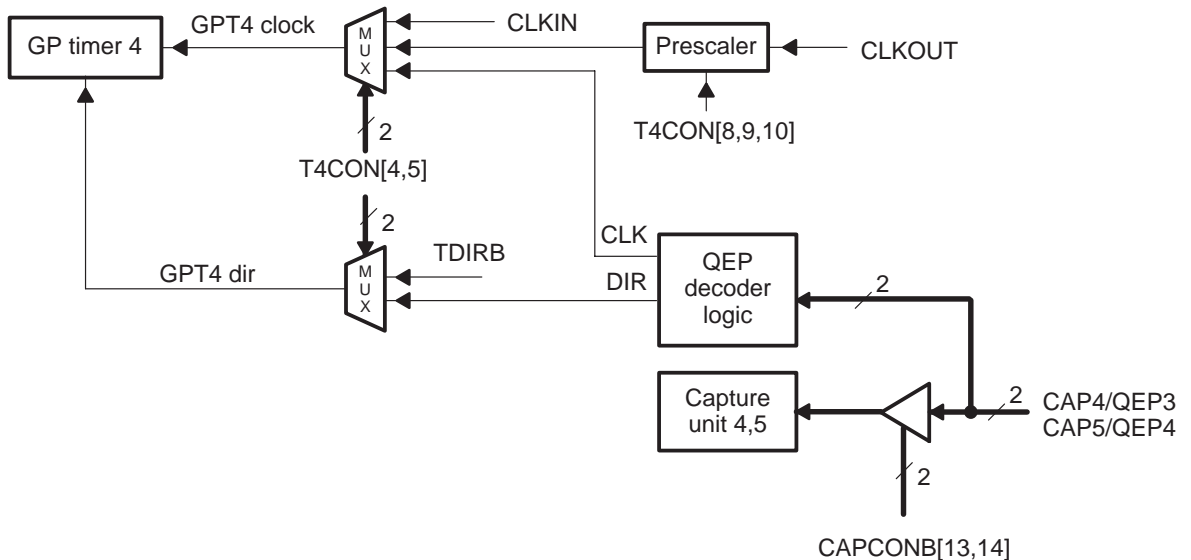 GP timer 4
GPT4 clock
MUX
CLKIN
Prescaler
CLKOUT
T4CON[8,9,10]
2
T4CON[4,5]
2
GPT4 dir
MUX
TDIRB
CLK
DIR
QEP
decoder
logic
2
Capture
unit 4,5
2
CAP4/QEP3
CAP5/QEP4
2
CAPCONB[13,14]